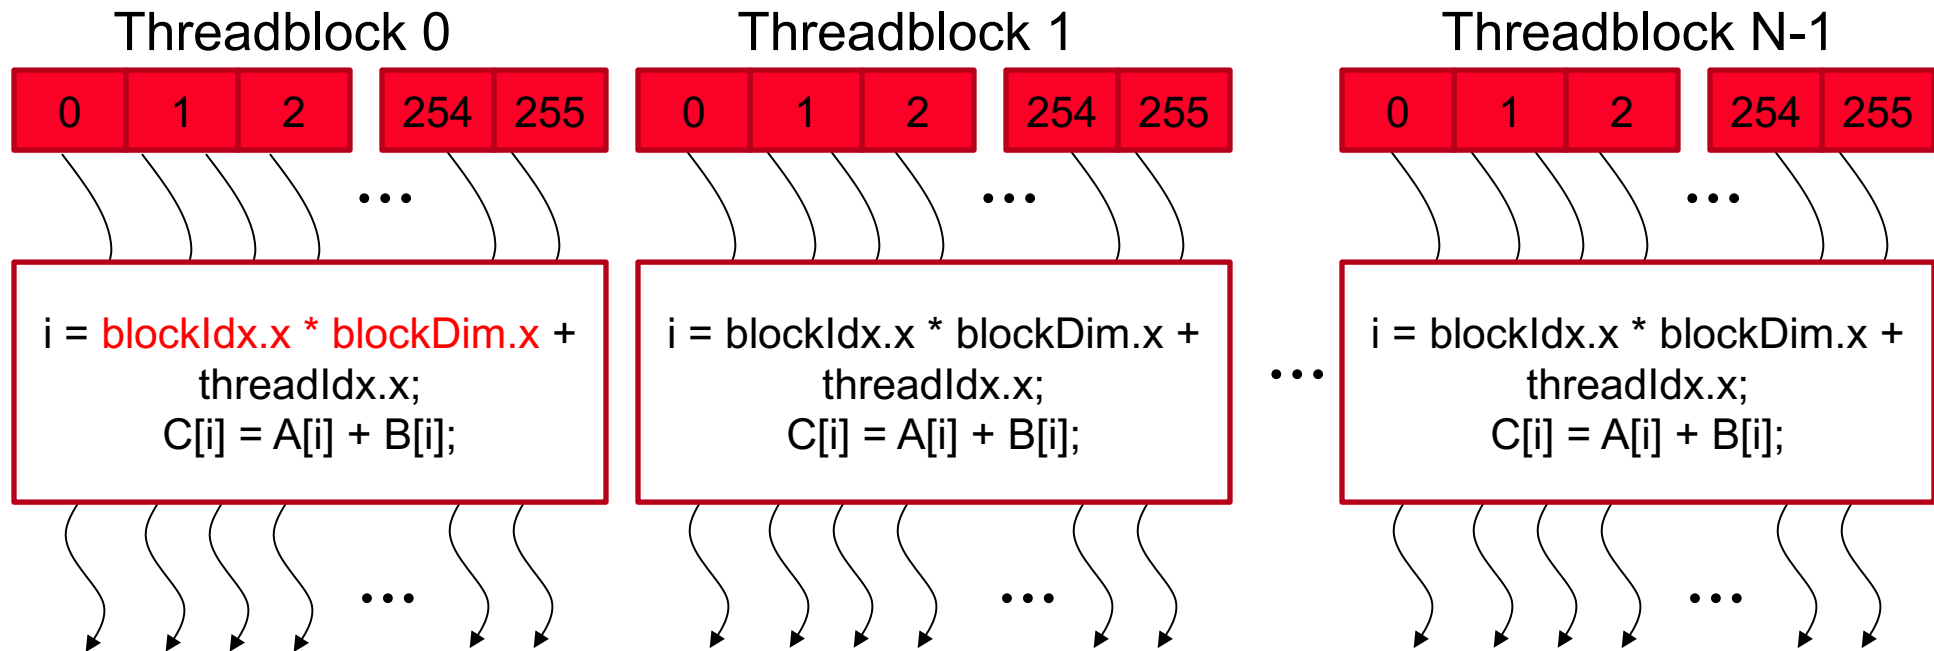 Threadblock 0
0 1 2 254 255
...
i = blockIdx.x * blockDim.x +
threadIdx.x;
C[i] = A[i] + B[i];
...
Threadblock 1
0 1 2 254 255
...
i = blockIdx.x * blockDim.x +
threadIdx.x;
C[i] = A[i] + B[i];
...
...
Threadblock N-1
0 1 2 254 255
...
i = blockIdx.x * blockDim.x +
threadIdx.x;
C[i] = A[i] + B[i];
...